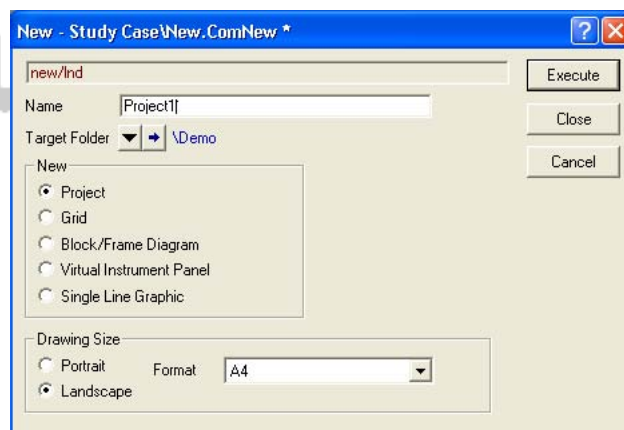 New - Study Case\New.ComNew *
new/lnd
Execute
Name Project1
Close
Target Folder \Demo
Cancel
New
Project
Grid
Block/Frame Diagram
Virtual Instrument Panel
Single Line Graphic
Drawing Size
Portrait
Format A4
Landscape